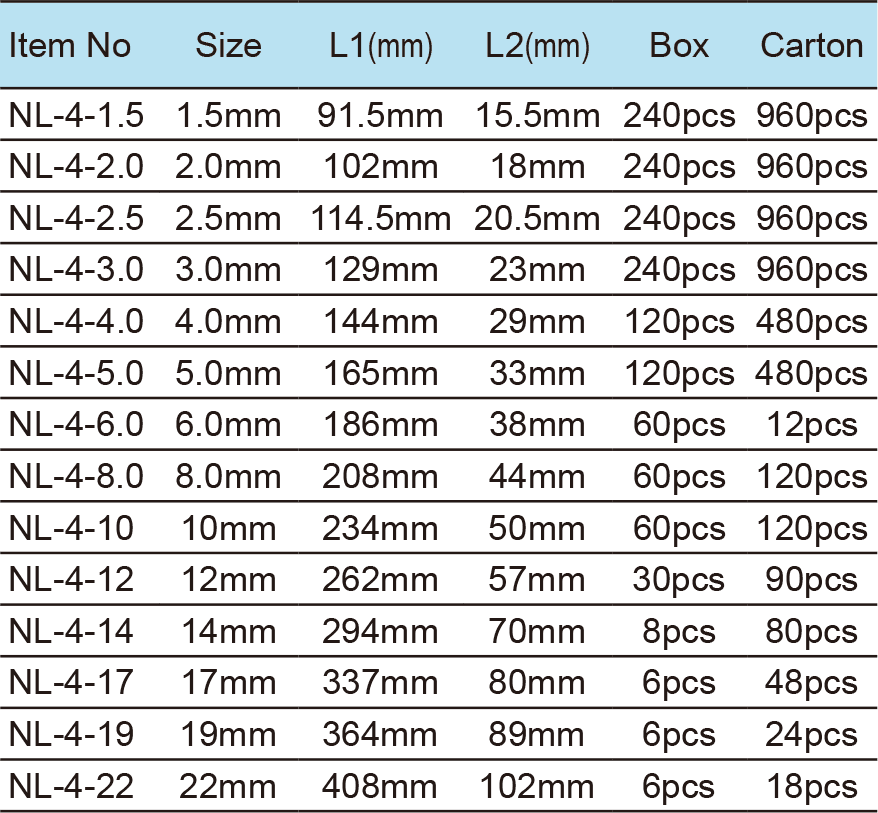 Item No Size L1(mm) L2(mm) Box Carton
NL-4-1.5 1.5mm 91.5mm 15.5mm 240pcs 960pcs
NL-4-2.0 2.0mm 102mm 18mm 240pcs 960pcs
NL-4-2.5 2.5mm 114.5mm 20.5mm 240pcs 960pcs
NL-4-3.0 3.0mm 129mm 23mm 240pcs 960pcs
NL-4-4.0 4.0mm 144mm 29mm 120pcs 480pcs
NL-4-5.0 5.0mm 165mm 33mm 120pcs 480pcs
NL-4-6.0 6.0mm 186mm 38mm 60pcs 12pcs
NL-4-8.0 8.0mm 208mm 44mm 60pcs 120pcs
NL-4-10 10mm 234mm 50mm 60pcs 120pcs
NL-4-12 12mm 262mm 57mm 30pcs 90pcs
NL-4-14 14mm 294mm 70mm 8pcs 80pcs
NL-4-17 17mm 337mm 80mm 6pcs 48pcs
NL-4-19 19mm 364mm 89mm 6pcs 24pcs
NL-4-22 22mm 408mm 102mm 6pcs 18pcs